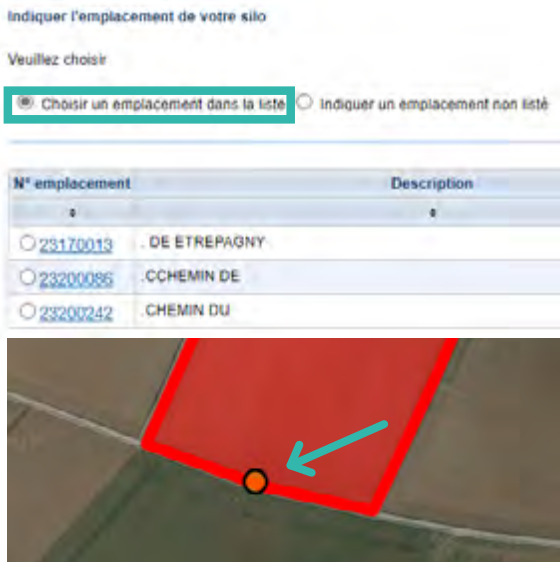 Indiquer l'emplacement de votre silo
Veuillez choisir
Choisir un emplacement dans la liste Indiquer un emplacement non listé
N° emplacement Description
23170013 . DE ETREPAGNY
23200086 .CCHEMIN DE
23200242 .CHEMIN DU